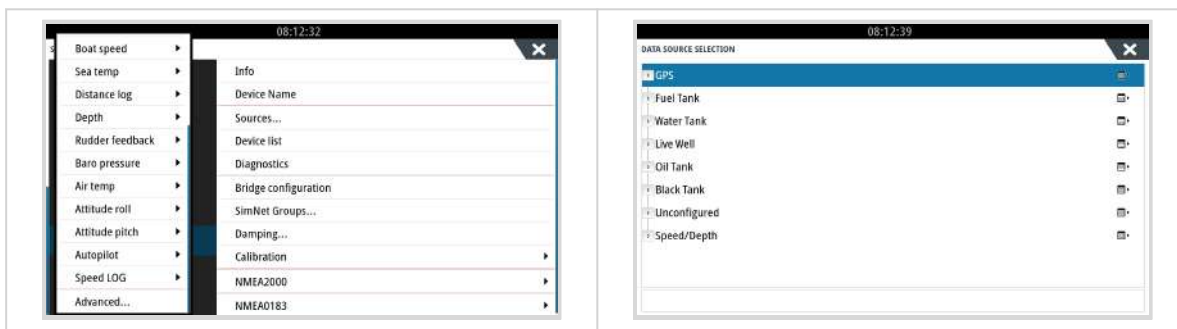 08:12:32
Boat speed
Sea temp
Distance log
Depth
Rudder feedback
Baro pressure
Air temp
Attitude roll
Attitude pitch
Autopilot
Speed LOG
Advanced...
Info
Device Name
Sources...
Device list
Diagnostics
Bridge configuration
SimNet Groups...
Damping...
Calibration
NMEA2000
NMEA0183
08:12:39
DATA SOURCE SELECTION
GPS
Fuel Tank
Water Tank
Live Well
Oil Tank
Black Tank
Unconfigured
Speed/Depth